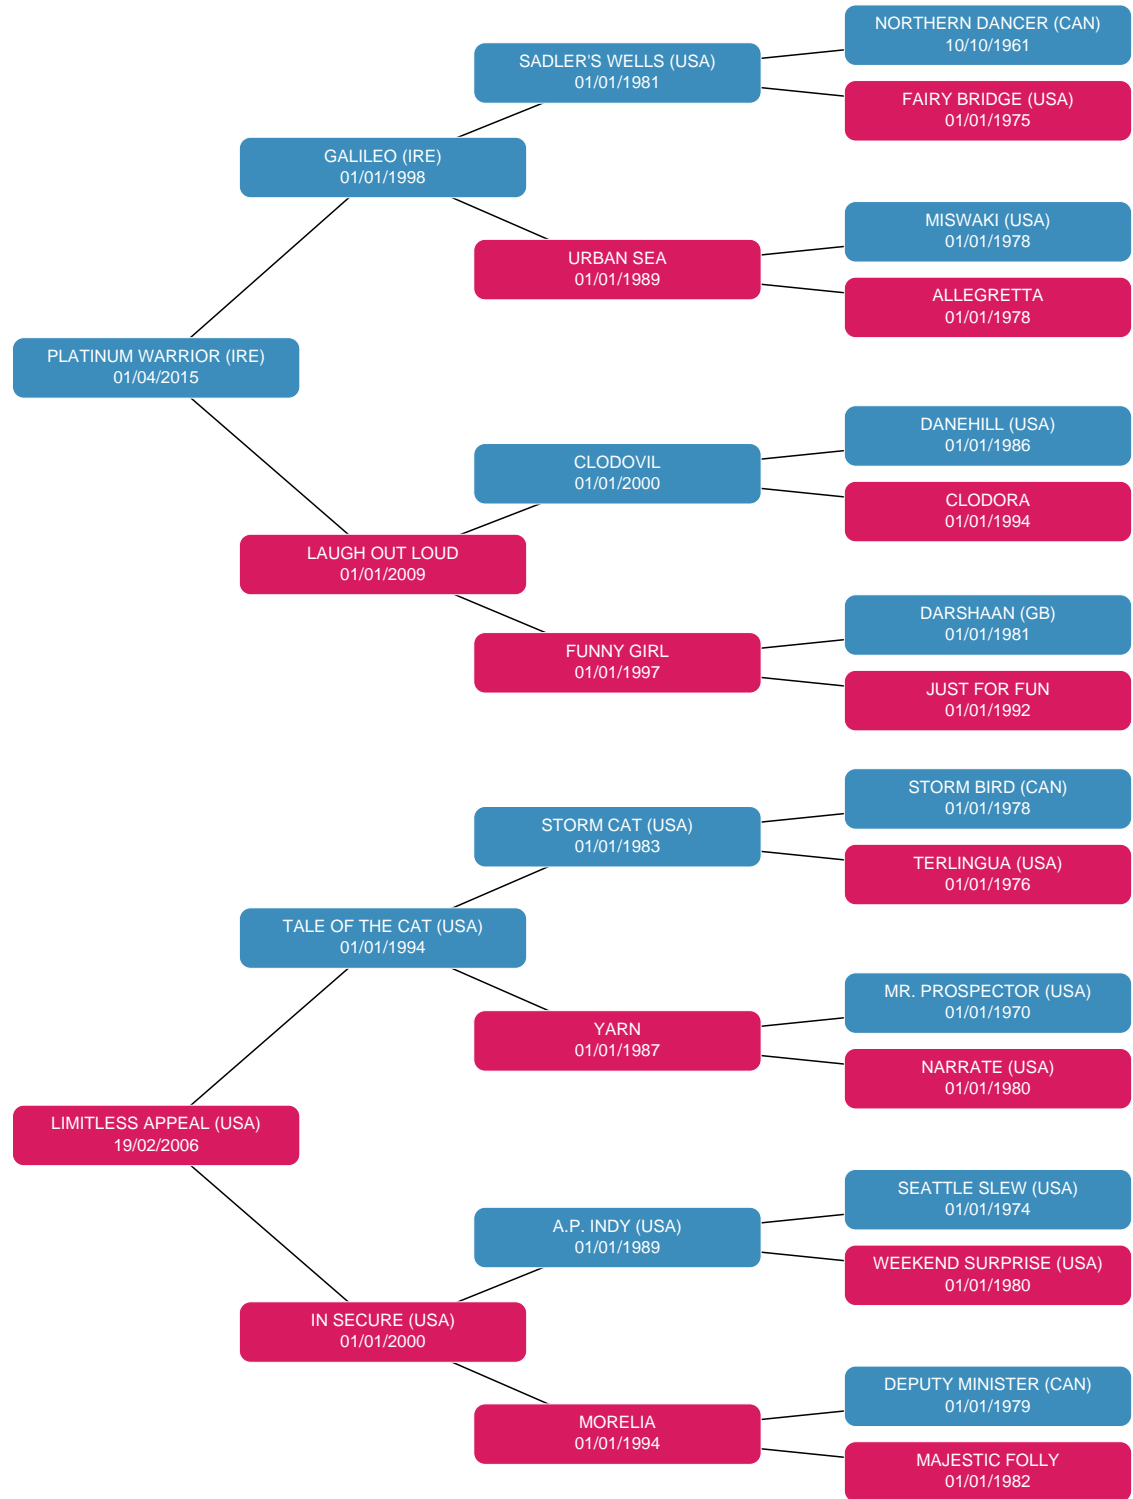 NORTHERN DANCER (CAN)
10/10/1961
SADLER'S WELLS (USA)
01/01/1981
FAIRY BRIDGE (USA)
01/01/1975
GALILEO (IRE)
01/01/1998
MISWAKI (USA)
01/01/1978
URBAN SEA
01/01/1989
ALLEGRETTA
01/01/1978
PLATINUM WARRIOR (IRE)
01/04/2015
DANEHILL (USA)
01/01/1986
CLODOVIL
01/01/2000
CLODORA
01/01/1994
LAUGH OUT LOUD
01/01/2009
DARSHAAN (GB)
01/01/1981
FUNNY GIRL
01/01/1997
JUST FOR FUN
01/01/1992
STORM BIRD (CAN)
01/01/1978
STORM CAT (USA)
01/01/1983
TERLINGUA (USA)
01/01/1976
TALE OF THE CAT (USA)
01/01/1994
MR. PROSPECTOR (USA)
01/01/1970
YARN
01/01/1987
NARRATE (USA)
01/01/1980
LIMITLESS APPEAL (USA)
19/02/2006
SEATTLE SLEW (USA)
01/01/1974
A.P. INDY (USA)
01/01/1989
WEEKEND SURPRISE (USA)
01/01/1980
IN SECURE (USA)
01/01/2000
DEPUTY MINISTER (CAN)
01/01/1979
MORELIA
01/01/1994
MAJESTIC FOLLY
01/01/1982